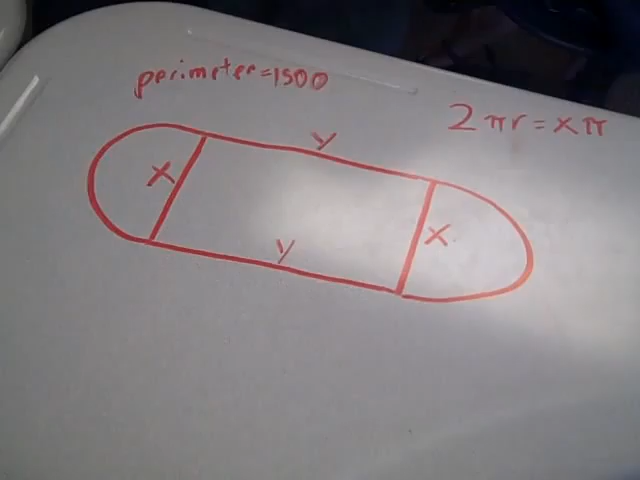 perimeter=1500
2πr=xπ
y
x
x
y